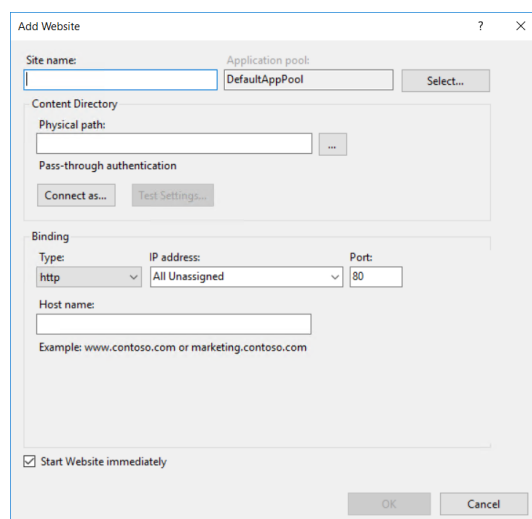 Add Website ? ×
Site name: Application pool:
DefaultAppPool Select...
Content Directory
Physical path:
...
Pass-through authentication
Connect as... Test Settings...
Binding
Type: IP address: Port:
http All Unassigned 80
Host name:
Example: www.contoso.com or marketing.contoso.com
Start Website immediately
OK Cancel